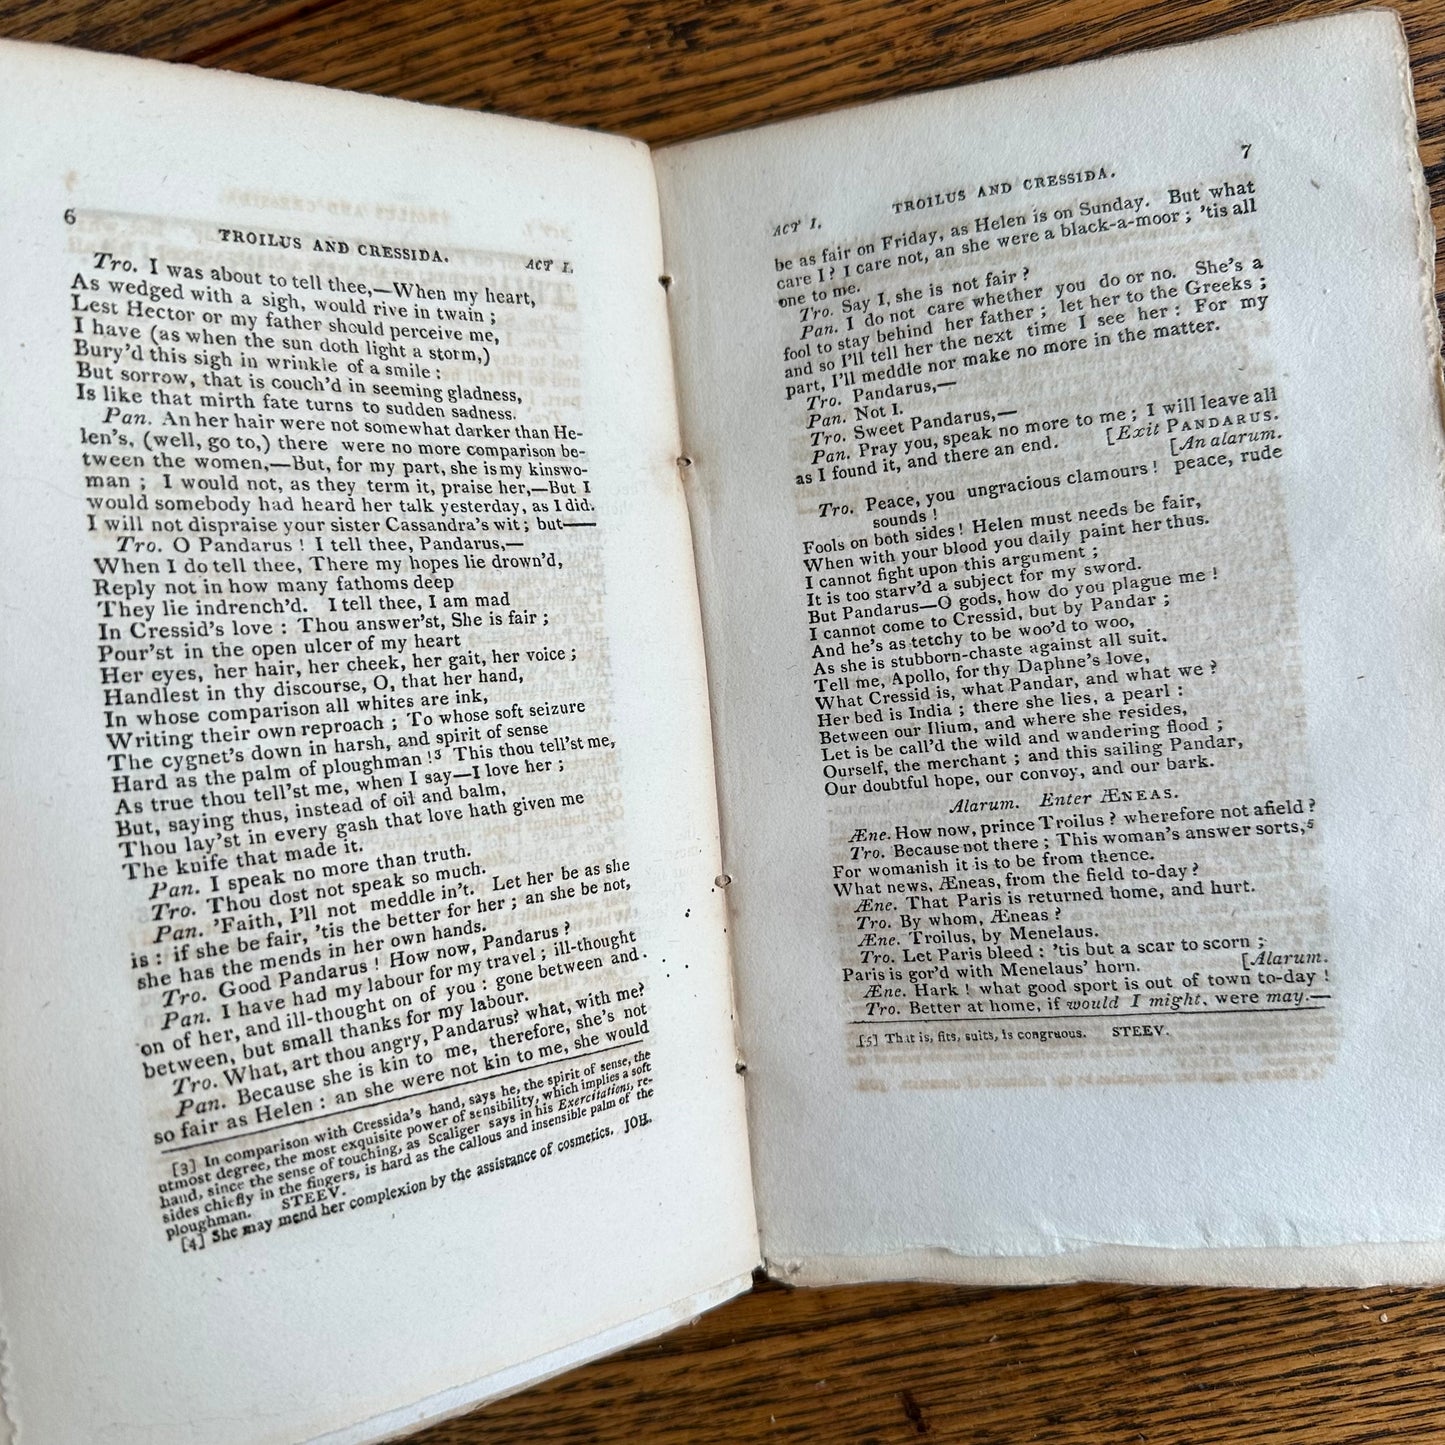 6
TROILUS AND CRESSIDA.
ACT I.
Tro. I was about to tell thee,—When my heart,
As wedged with a sigh, would rive in twain ;
Lest Hector or my father should perceive me,
I have (as when the sun doth light a storm,)
Bury'd this sigh in wrinkle of a smile :
But sorrow, that is couch'd in seeming gladness,
Is like that mirth fate turns to sudden sadness.
Pan. An her hair were not somewhat darker than He-
len's, (well, go to,) there were no more comparison be-
tween the women,—But, for my part, she is my kinswo-
man ; I would not, as they term it, praise her,—But I
would somebody had heard her talk yesterday, as I did.
I will not dispraise your sister Cassandra's wit ; but——
Tro. O Pandarus ! I tell thee, Pandarus,—
When I do tell thee, There my hopes lie drown'd,
Reply not in how many fathoms deep
They lie indrench'd. I tell thee, I am mad
In Cressid's love : Thou answer'st, She is fair ;
Pour'st in the open ulcer of my heart
Her eyes, her hair, her cheek, her gait, her voice ;
Handlest in thy discourse, O, that her hand,
In whose comparison all whites are ink,
Writing their own reproach ; To whose soft seizure
The cygnet's down in harsh, and spirit of sense
Hard as the palm of ploughman !3 This thou tell'st me,
As true thou tell'st me, when I say—I love her ;
But, saying thus, instead of oil and balm,
Thou lay'st in every gash that love hath given me
The knife that made it.
Pan. I speak no more than truth.
Tro. Thou dost not speak so much.
Pan. 'Faith, I'll not meddle in't. Let her be as she
is : if she be fair, 'tis the better for her ; an she be not,
she has the mends in her own hands.
Tro. Good Pandarus ! How now, Pandarus ?
Pan. I have had my labour for my travel ; ill-thought
on of her, and ill-thought on of you : gone between and
between, but small thanks for my labour.
Tro. What, art thou angry, Pandarus? what, with me?
Pan. Because she is kin to me, therefore, she's not
so fair as Helen : an she were not kin to me, she would
[3] In comparison with Cressida's hand, says he, the spirit of sense, the
utmost degree, the most exquisite power of sensibility, which implies a soft
hand, since the sense of touching, as Scaliger says in his Exercitations, re-
sides chiefly in the fingers, is hard as the callous and insensible palm of the
ploughman. STEEV.
[4] She may mend her complexion by the assistance of cosmetics. JOH.
ACT I.
TROILUS AND CRESSIDA.
7
be as fair on Friday, as Helen is on Sunday. But what
care I ? I care not, an she were a black-a-moor ; 'tis all
one to me.
Tro. Say I, she is not fair ?
Pan. I do not care whether you do or no. She's a
fool to stay behind her father ; let her to the Greeks ;
and so I'll tell her the next time I see her : For my
part, I'll meddle nor make no more in the matter.
Tro. Pandarus,—
Pan. Not I.
Tro. Sweet Pandarus,—
Pan. Pray you, speak no more to me ; I will leave all
as I found it, and there an end. [Exit PANDARUS.
[An alarum.
Tro. Peace, you ungracious clamours ! peace, rude
sounds !
Fools on both sides ! Helen must needs be fair,
When with your blood you daily paint her thus.
I cannot fight upon this argument ;
It is too starv'd a subject for my sword.
But Pandarus—O gods, how do you plague me !
I cannot come to Cressid, but by Pandar ;
And he's as tetchy to be woo'd to woo,
As she is stubborn-chaste against all suit.
Tell me, Apollo, for thy Daphne's love,
What Cressid is, what Pandar, and what we ?
Her bed is India ; there she lies, a pearl :
Between our Ilium, and where she resides,
Let is be call'd the wild and wandering flood ;
Ourself, the merchant ; and this sailing Pandar,
Our doubtful hope, our convoy, and our bark.
Alarum. Enter ÆNEAS.
Æne. How now, prince Troilus ? wherefore not afield ?
Tro. Because not there ; This woman's answer sorts,5
For womanish it is to be from thence.
What news, Æneas, from the field to-day ?
Æne. That Paris is returned home, and hurt.
Tro. By whom, Æneas ?
Æne. Troilus, by Menelaus.
Tro. Let Paris bleed : 'tis but a scar to scorn ;
Paris is gor'd with Menelaus' horn. [Alarum.
Æne. Hark ! what good sport is out of town to-day !
Tro. Better at home, if would I might, were may.—
[5] That is, fits, suits, is congruous. STEEV.